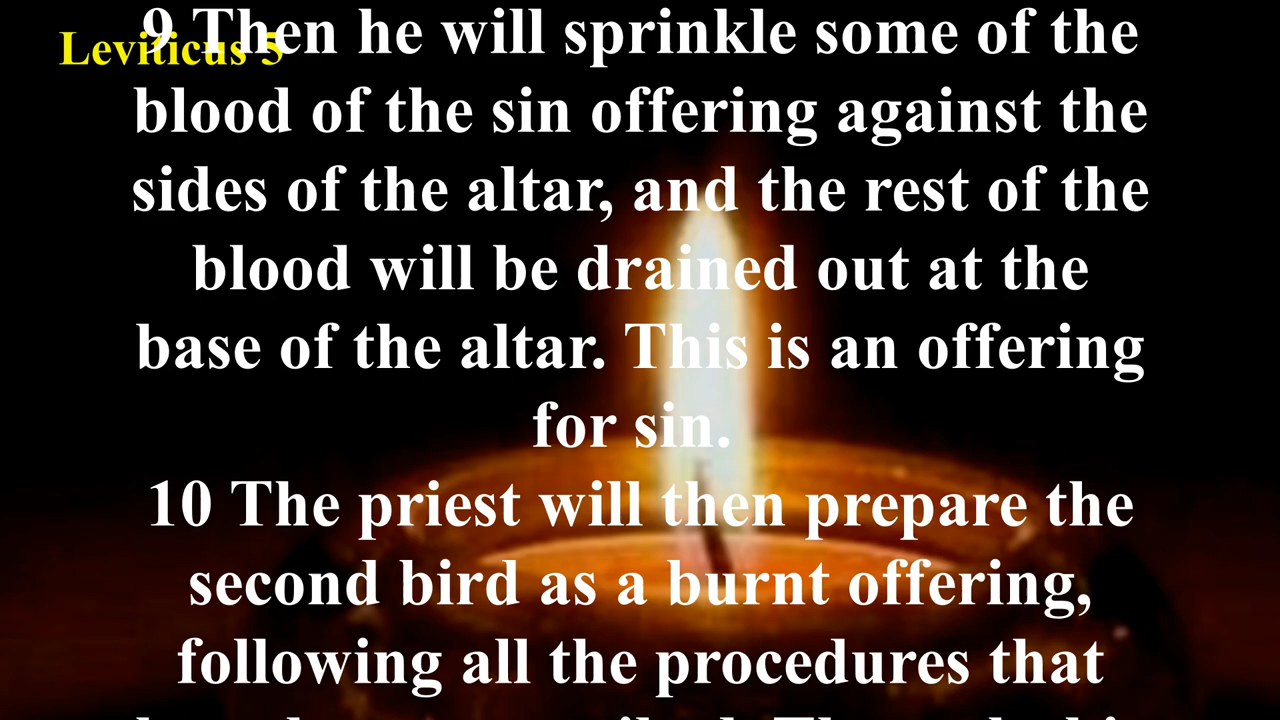 Leviticus 5
9 Then he will sprinkle some of the
blood of the sin offering against the
sides of the altar, and the rest of the
blood will be drained out at the
base of the altar. This is an offering
for sin.
10 The priest will then prepare the
second bird as a burnt offering,
following all the procedures that